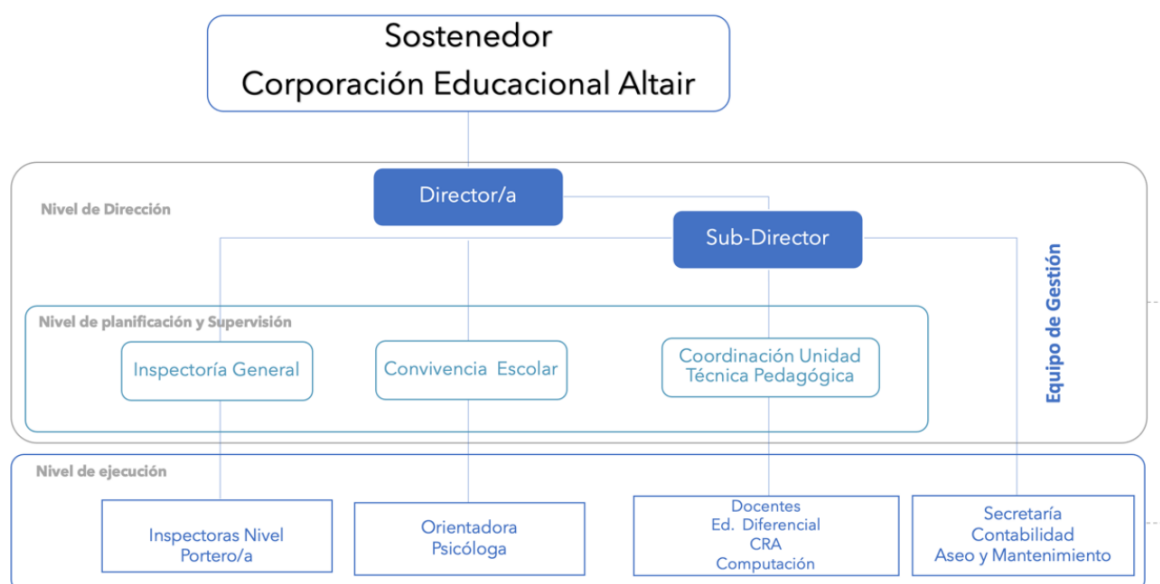 Sostenedor
Corporación Educacional Altair
Director/a
Nivel de Dirección
Sub-Director
Equipo de Gestión
Nivel de planificación y Supervisión
Inspectoría General
Convivencia Escolar
Coordinación Unidad
Técnica Pedagógica
Nivel de ejecución
Inspectoras Nivel
Portero/a
Orientadora
Psicóloga
Docentes
Ed. Diferencial
CRA
Computación
Secretaría
Contabilidad
Aseo y Mantenimiento